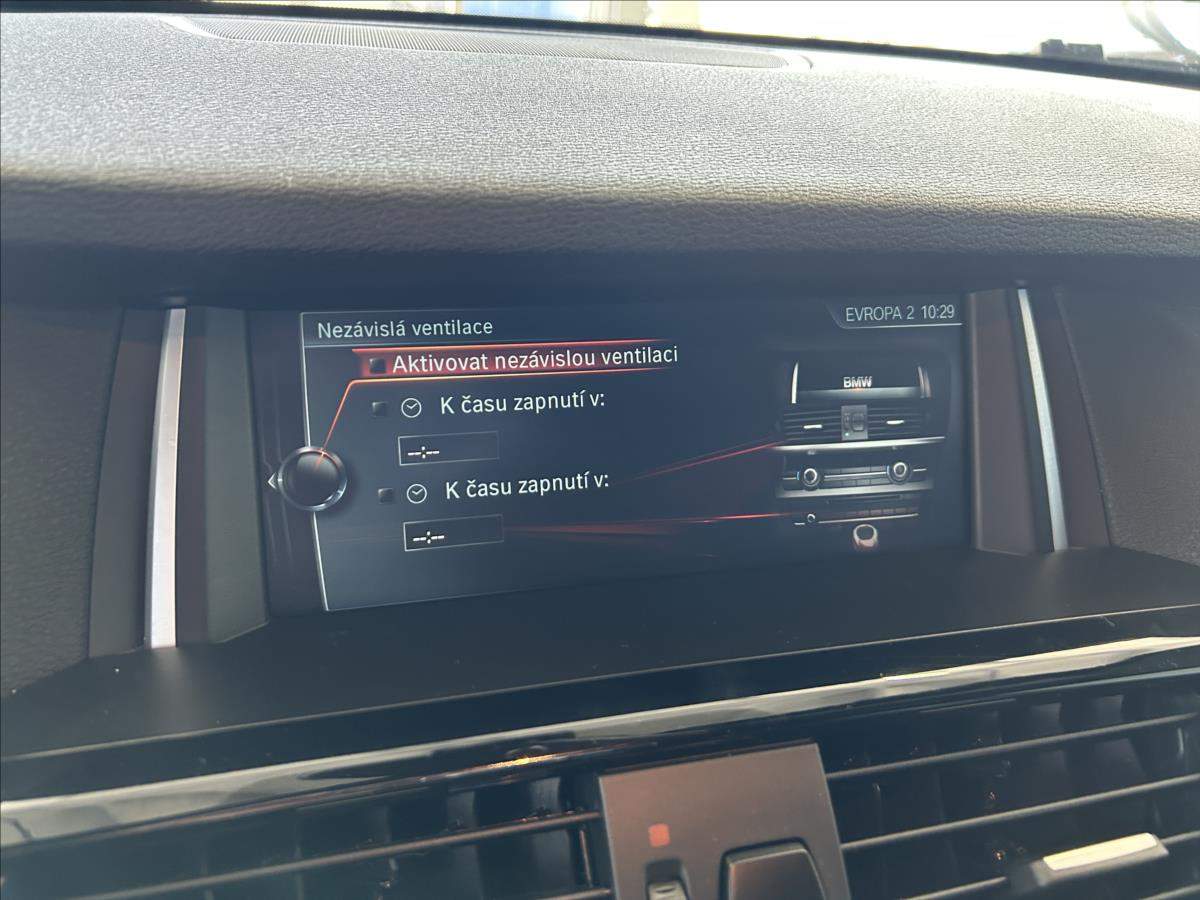 Nezávislá ventilace
EVROPA 2 10:29
Aktivovat nezávislou ventilaci
K času zapnutí v:
--:--
K času zapnutí v:
--:--
BMW